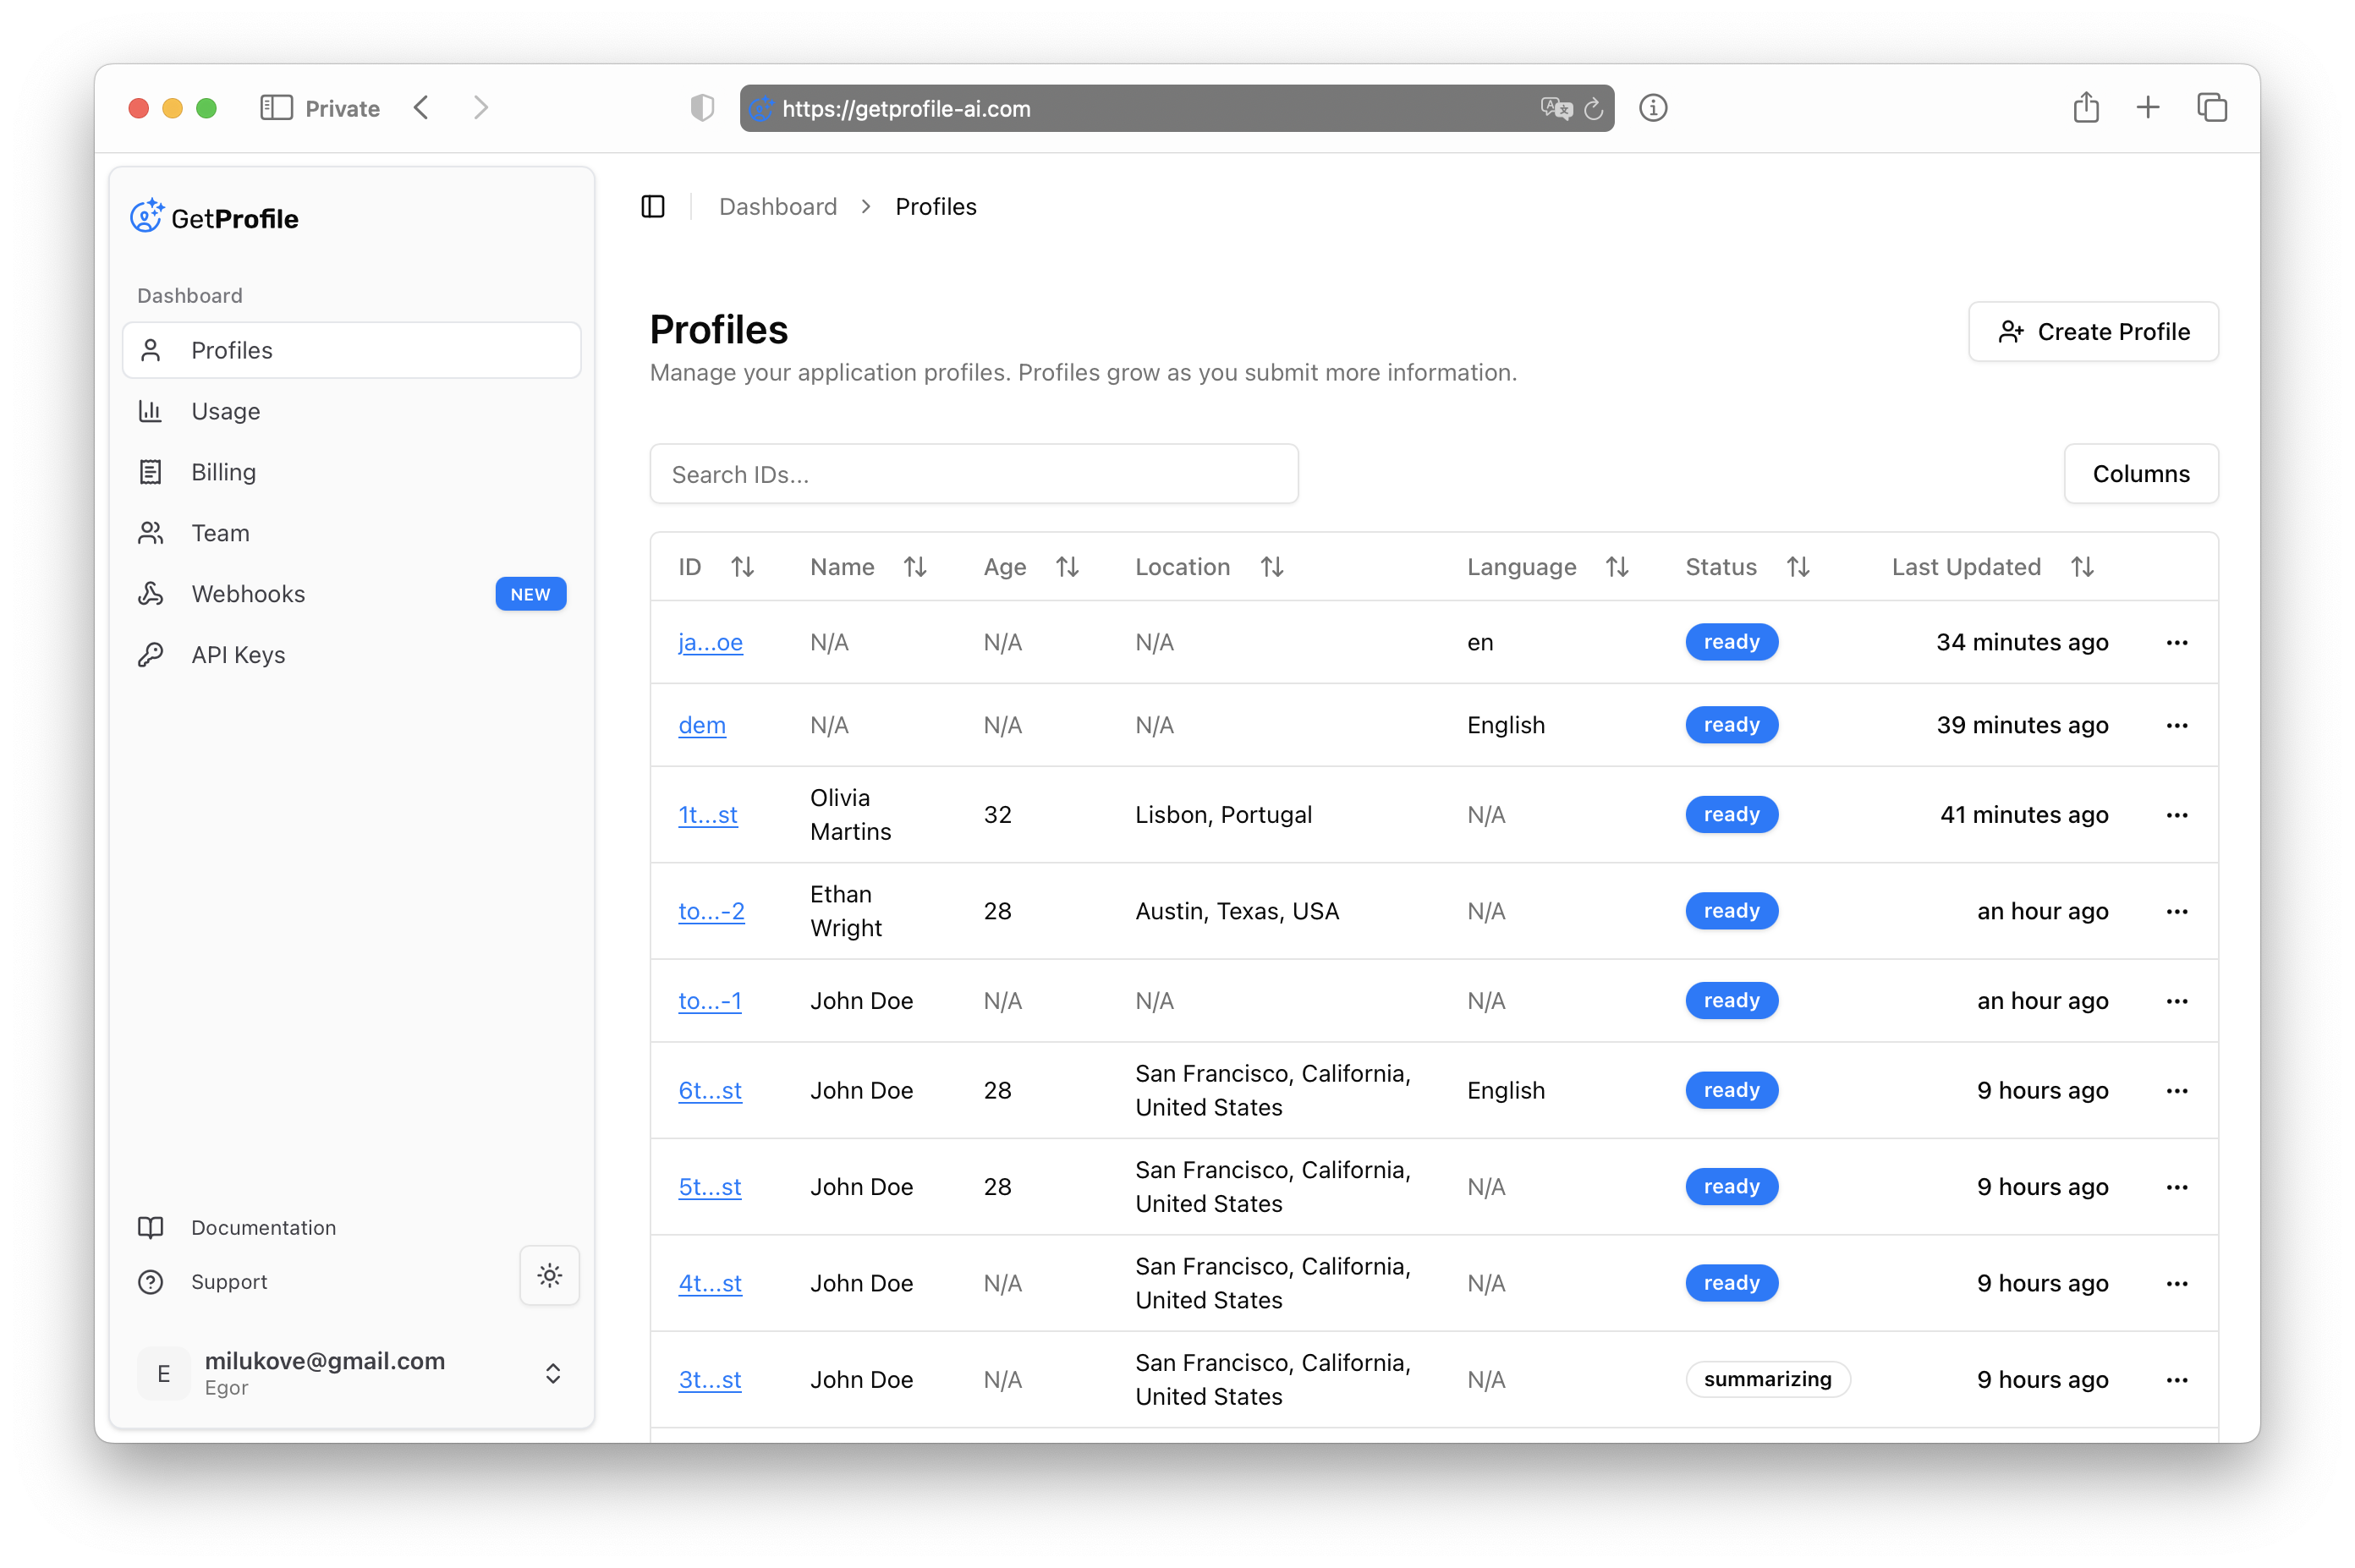 Private
https://getprofile-ai.com
GetProfile
Dashboard
Profiles
Usage
Billing
Team
Webhooks NEW
API Keys
Documentation
Support
E
milukove@gmail.com
Egor
Dashboard > Profiles
Profiles
Create Profile
Manage your application profiles. Profiles grow as you submit more information.
Search IDs...
Columns
ID Name Age Location Language Status Last Updated
ja...oe N/A N/A N/A en ready 34 minutes ago
dem N/A N/A N/A English ready 39 minutes ago
1t...st Olivia Martins 32 Lisbon, Portugal N/A ready 41 minutes ago
to...-2 Ethan Wright 28 Austin, Texas, USA N/A ready an hour ago
to...-1 John Doe N/A N/A N/A ready an hour ago
6t...st John Doe 28 San Francisco, California, United States English ready 9 hours ago
5t...st John Doe 28 San Francisco, California, United States N/A ready 9 hours ago
4t...st John Doe N/A San Francisco, California, United States N/A ready 9 hours ago
3t...st John Doe N/A San Francisco, California, United States N/A summarizing 9 hours ago